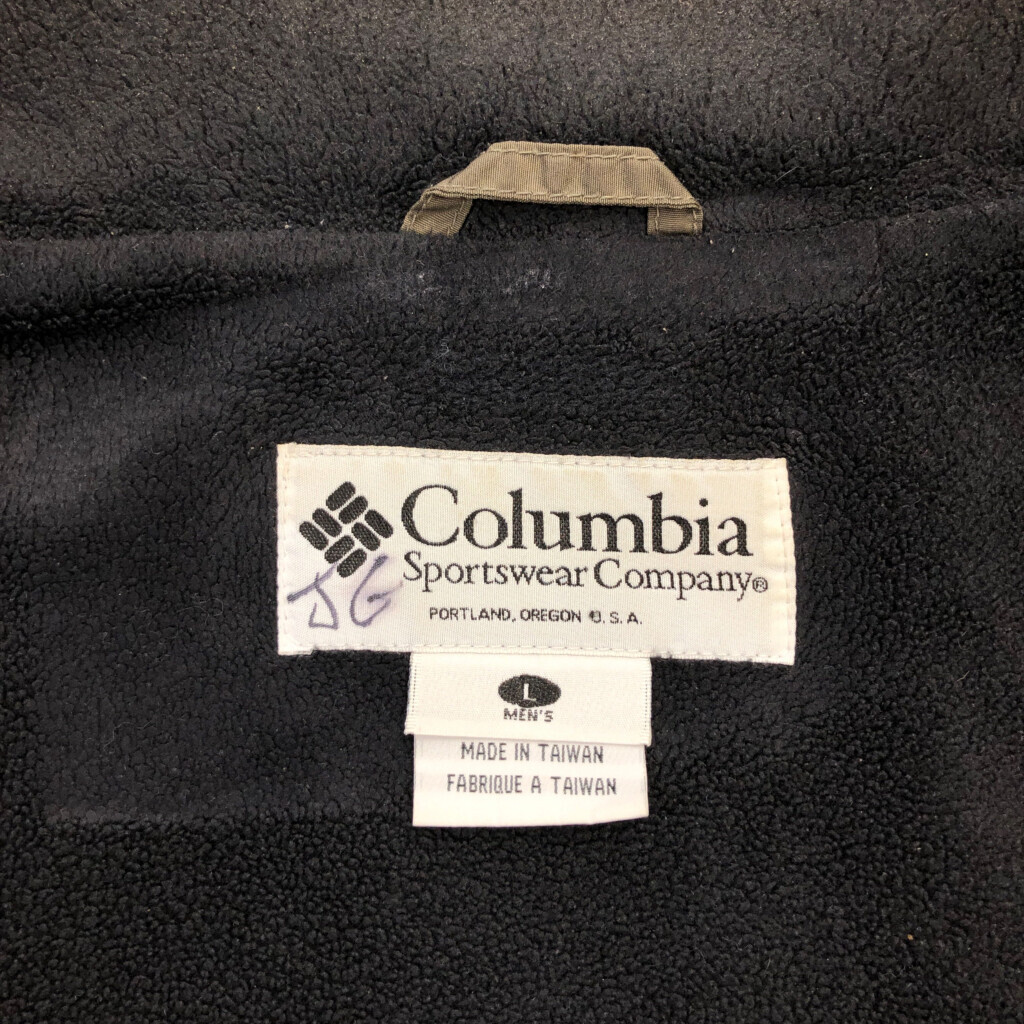 Columbia
Sportswear Company®
JG
PORTLAND, OREGON U.S.A.
L
MEN'S
MADE IN TAIWAN
FABRIQUE A TAIWAN